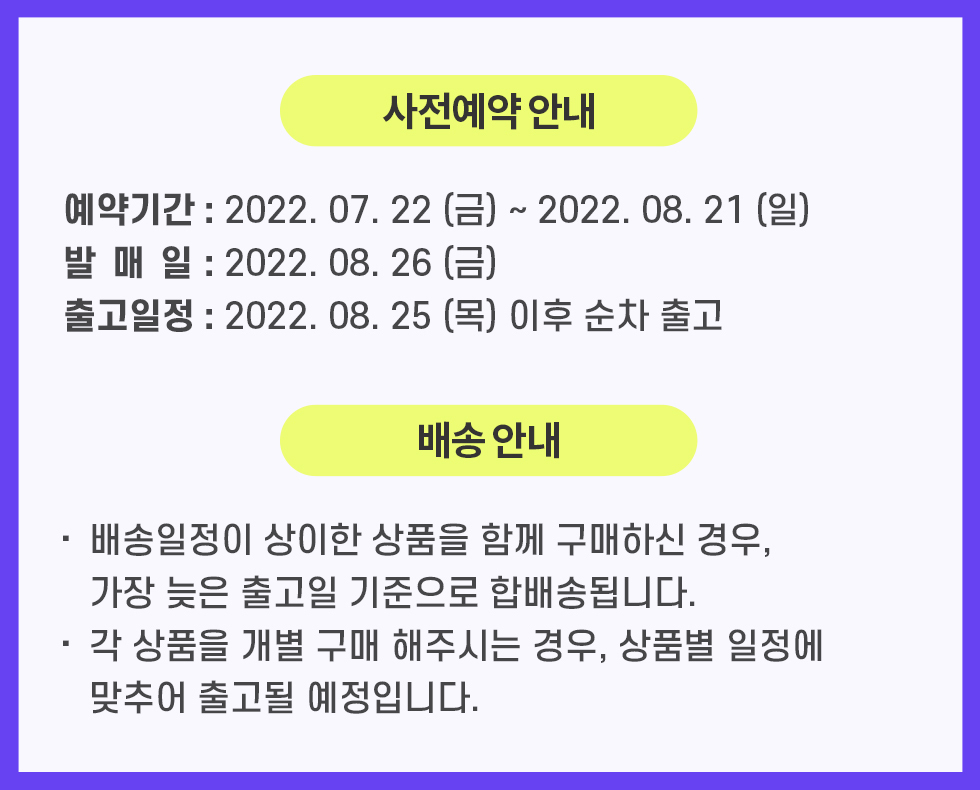 사전예약 안내
예약기간 : 2022. 07. 22 (금) ~ 2022. 08. 21 (일)
발 매 일 : 2022. 08. 26 (금)
출고일정 : 2022. 08. 25 (목) 이후 순차 출고
배송 안내
· 배송일정이 상이한 상품을 함께 구매하신 경우,
가장 늦은 출고일 기준으로 합배송됩니다.
· 각 상품을 개별 구매 해주시는 경우, 상품별 일정에
맞추어 출고될 예정입니다.